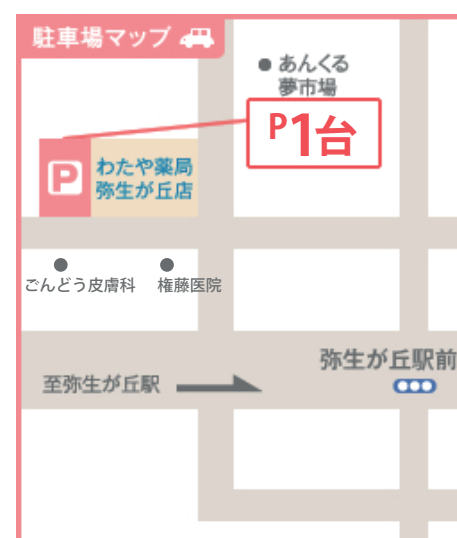 駐車場マップ
あんくる
夢市場
P1台
P
わたや薬局
弥生が丘店
ごんどう皮膚科
権藤医院
弥生が丘駅前
至弥生が丘駅